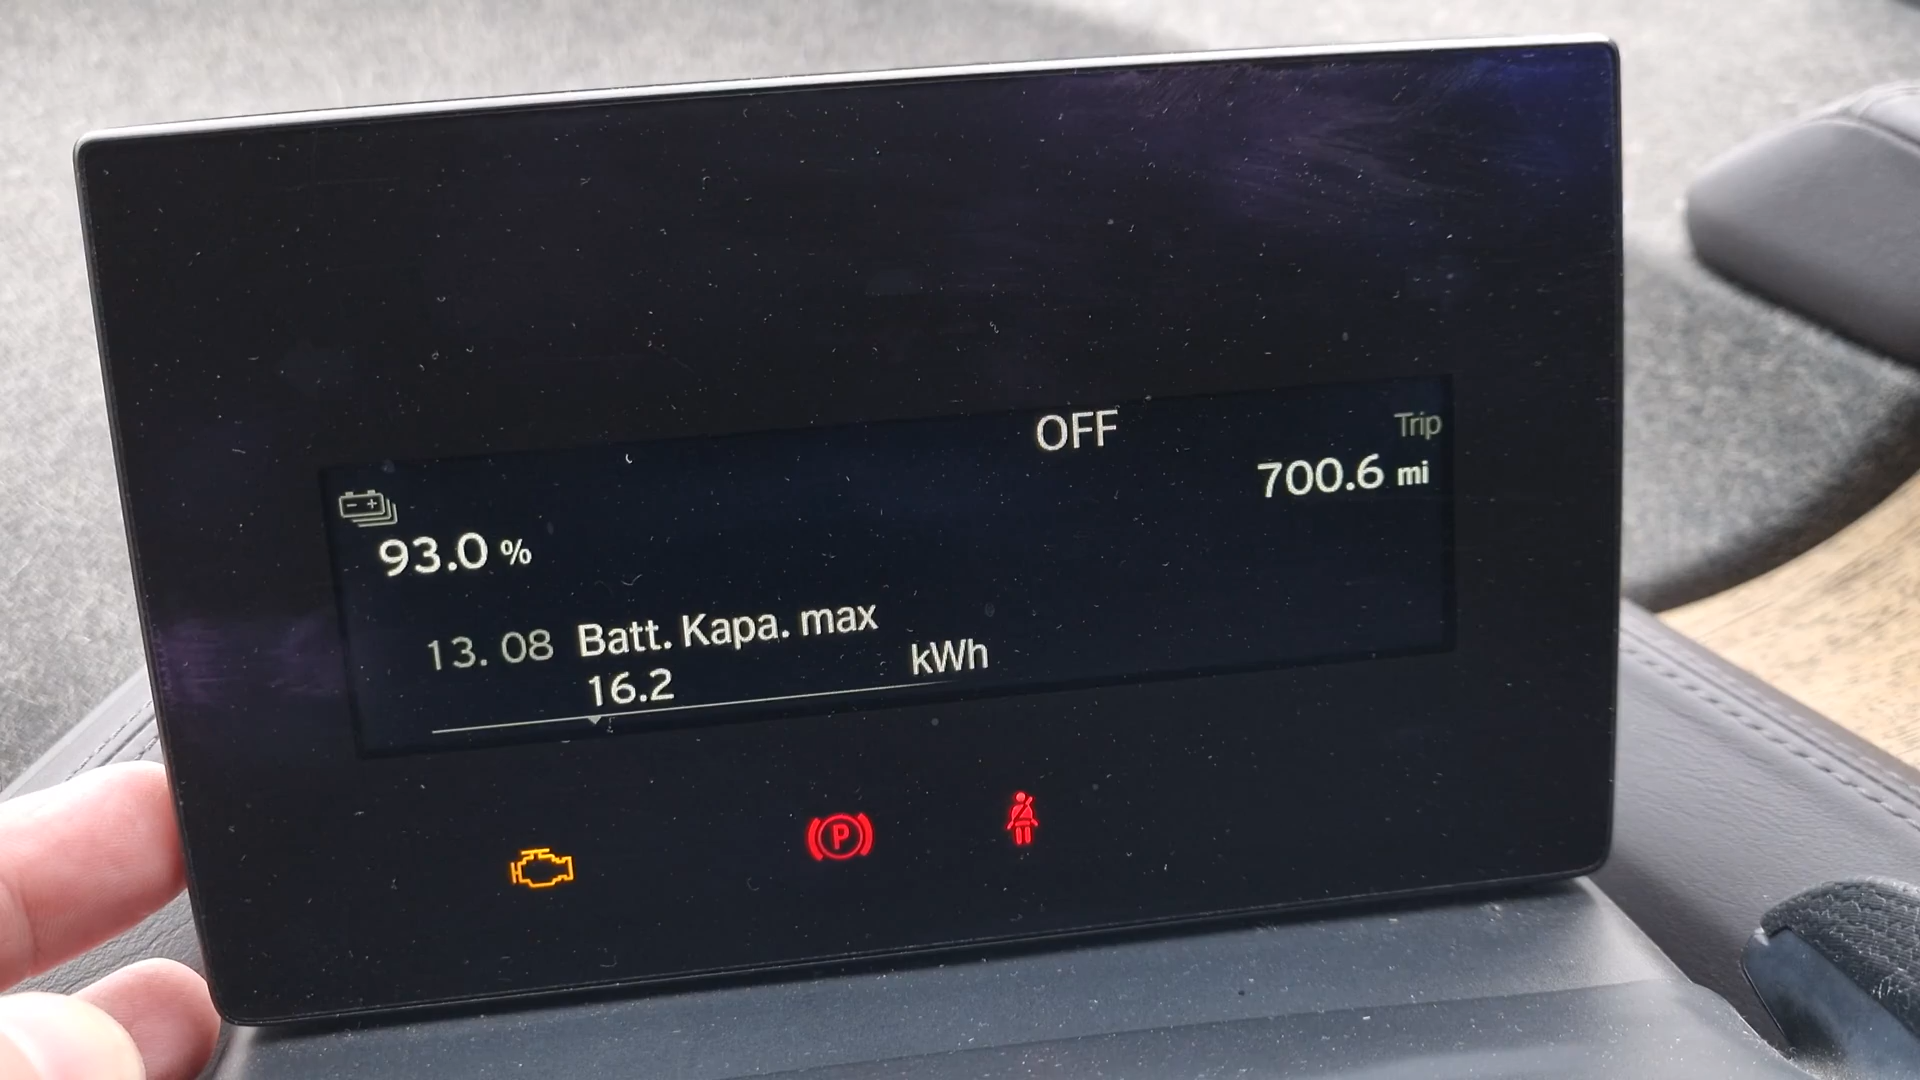 OFF
Trip
700.6 mi
93.0 %
13. 08 Batt. Kapa. max
16.2 kWh